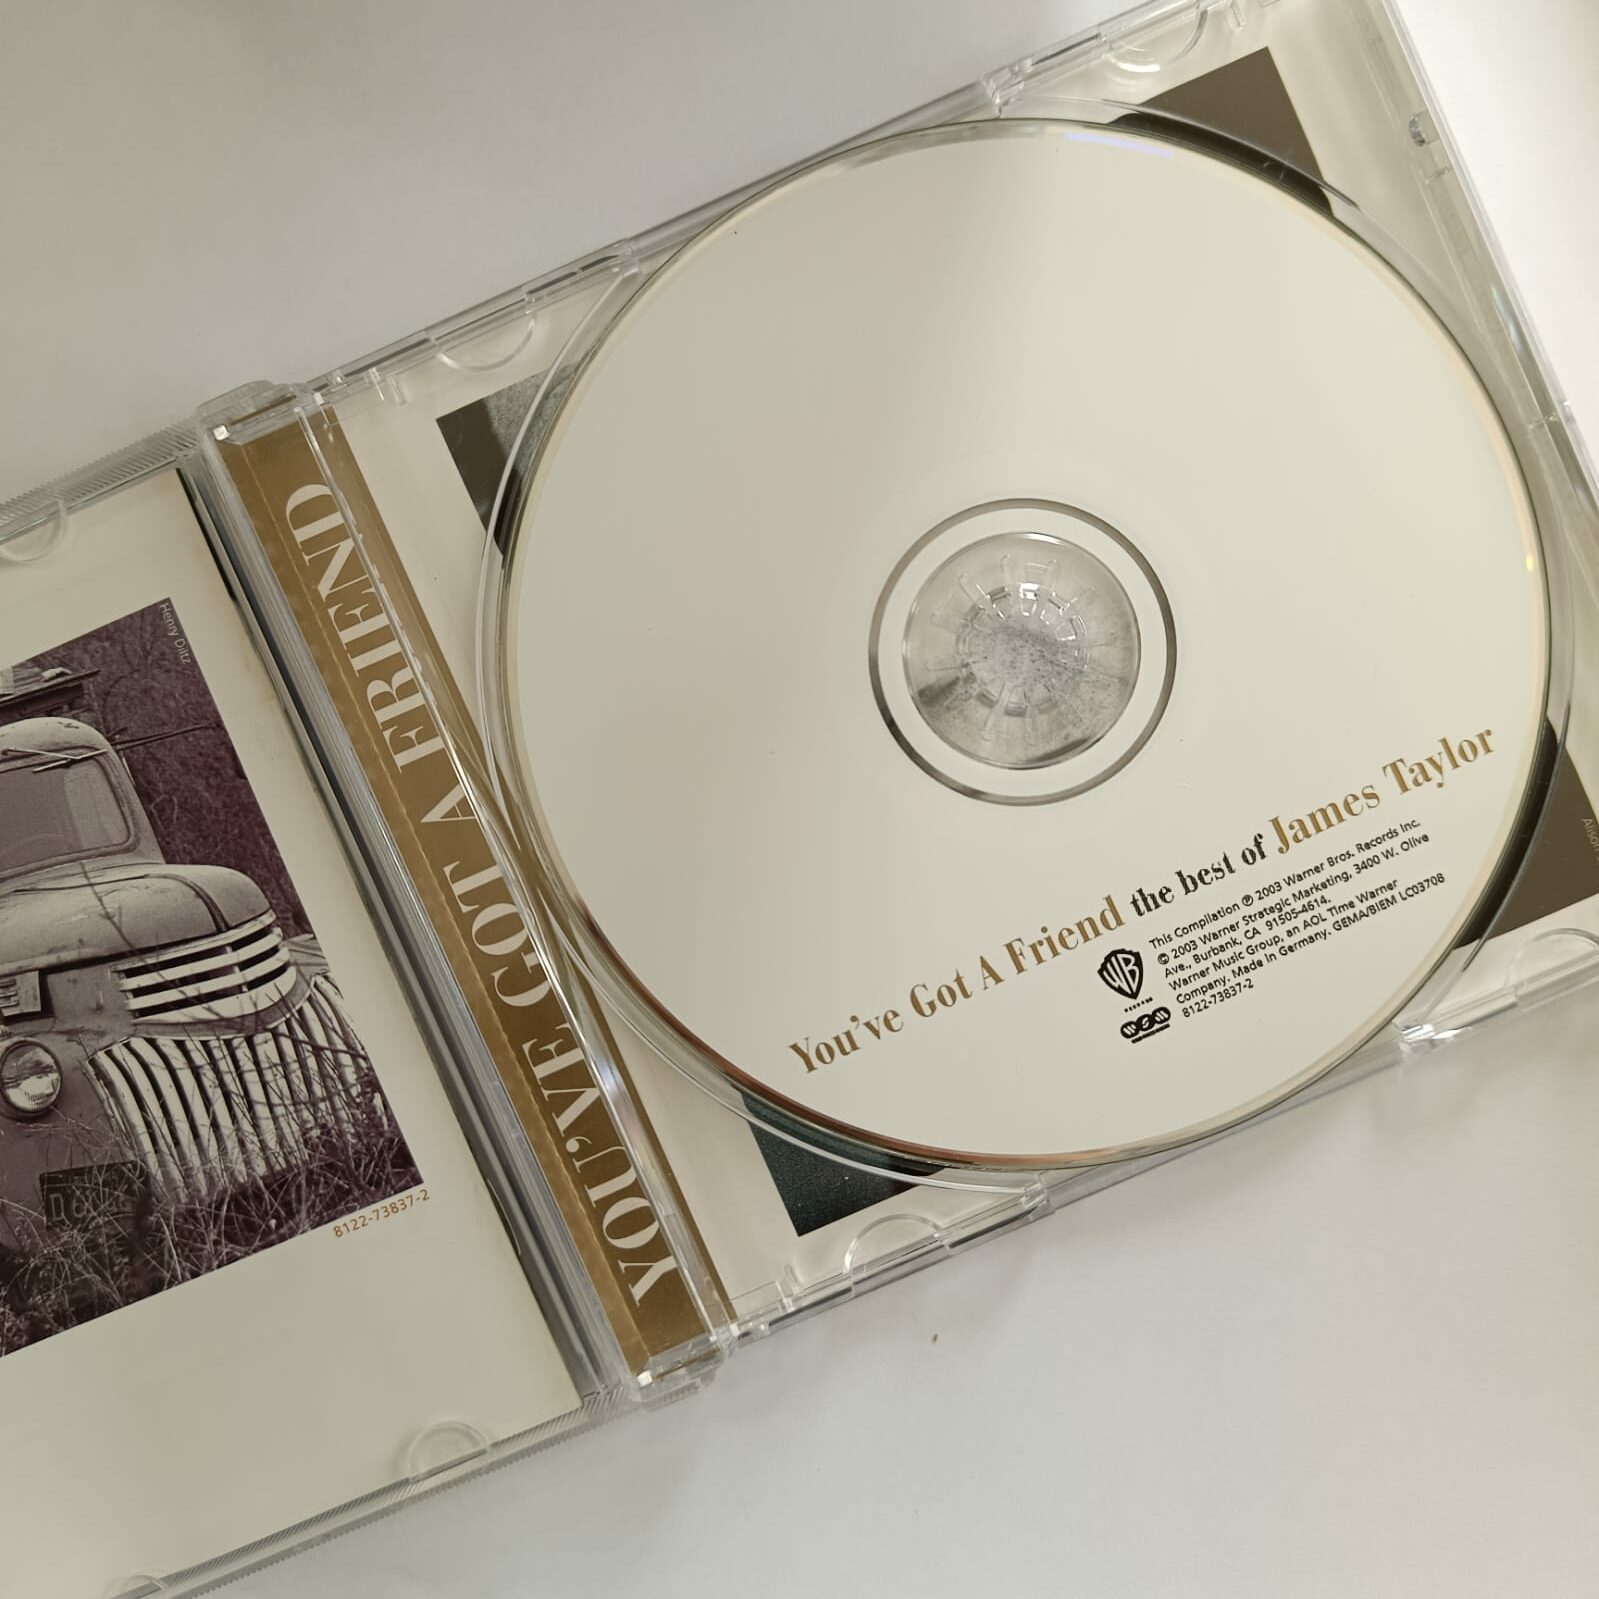 Henry Diltz
8122-73837-2
YOU'VE GOT A FRIEND
You've Got A Friend the best of James Taylor
This Compilation ℗ 2003 Warner Bros. Records Inc.
© 2003 Warner Strategic Marketing, 3400 W. Olive
Ave., Burbank, CA 91505-4614.
Warner Music Group, an AOL Time Warner
Company. Made in Germany. GEMA/BIEM LC03708
8122-73837-2
WB
Alison